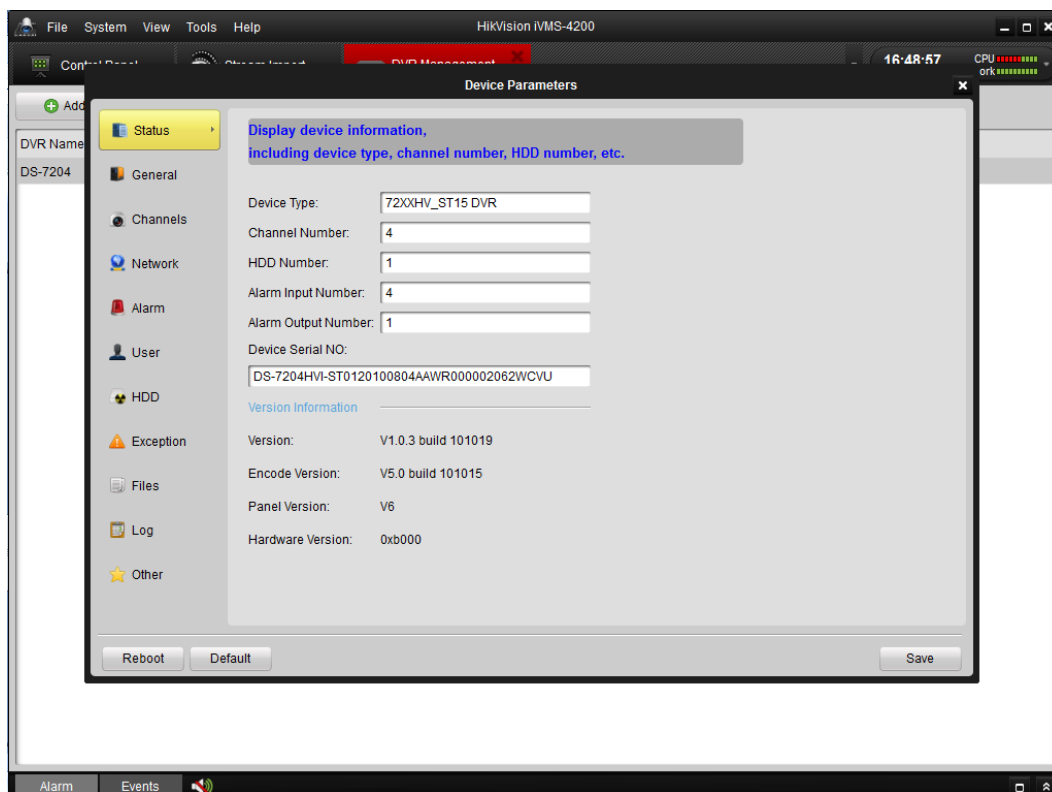 File System View Tools Help HikVision iVMS-4200
16:48:57 CPU
ork
Device Parameters
Add
DVR Name
DS-7204
Status
General
Channels
Network
Alarm
User
HDD
Exception
Files
Log
Other
Display device information,
including device type, channel number, HDD number, etc.
Device Type: 72XXHV_ST15 DVR
Channel Number: 4
HDD Number: 1
Alarm Input Number: 4
Alarm Output Number: 1
Device Serial NO:
DS-7204HVI-ST0120100804AAWR000002062WCVU
Version Information
Version: V1.0.3 build 101019
Encode Version: V5.0 build 101015
Panel Version: V6
Hardware Version: 0xb000
Reboot Default Save
Alarm Events